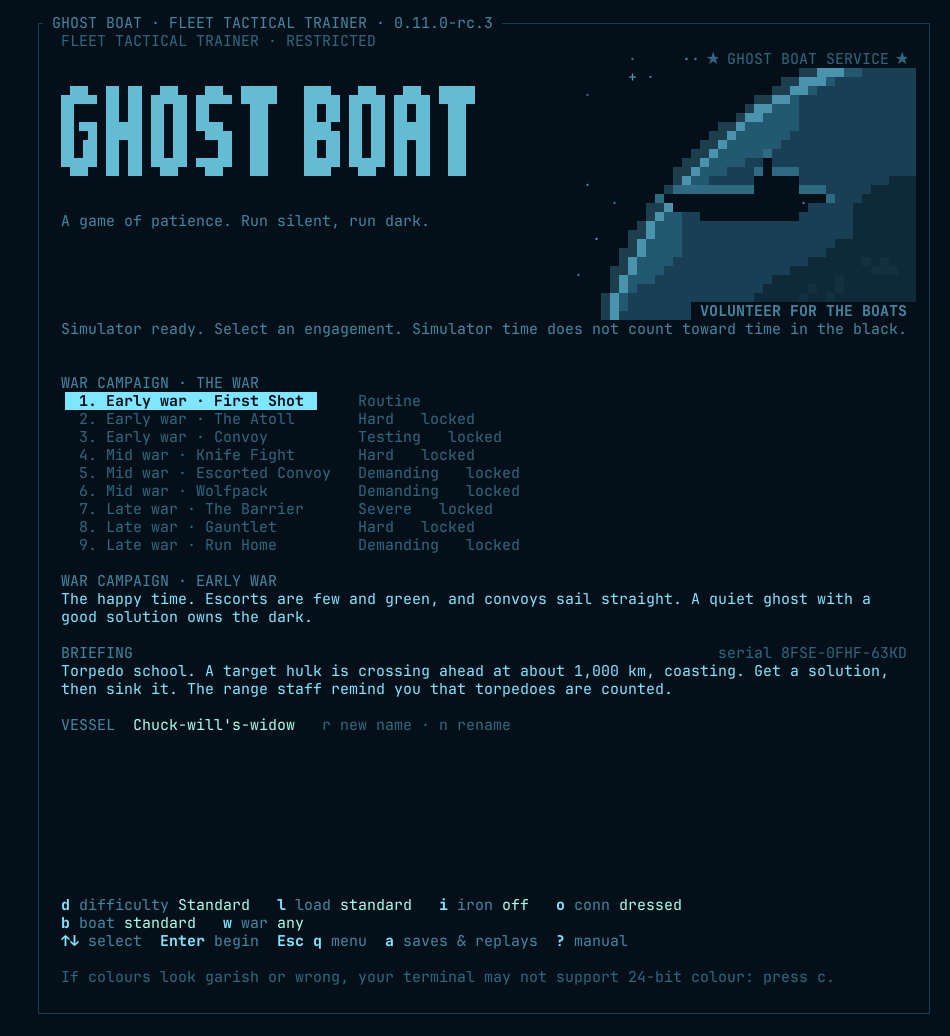 GHOST BOAT · FLEET TACTICAL TRAINER · 0.11.0-rc.3
FLEET TACTICAL TRAINER · RESTRICTED
★ GHOST BOAT SERVICE ★
GHOST BOAT
A game of patience. Run silent, run dark.
VOLUNTEER FOR THE BOATS
Simulator ready. Select an engagement. Simulator time does not count toward time in the black.
WAR CAMPAIGN · THE WAR
1. Early war · First Shot Routine
2. Early war · The Atoll Hard locked
3. Early war · Convoy Testing locked
4. Mid war · Knife Fight Hard locked
5. Mid war · Escorted Convoy Demanding locked
6. Mid war · Wolfpack Demanding locked
7. Late war · The Barrier Severe locked
8. Late war · Gauntlet Hard locked
9. Late war · Run Home Demanding locked
WAR CAMPAIGN · EARLY WAR
The happy time. Escorts are few and green, and convoys sail straight. A quiet ghost with a
good solution owns the dark.
BRIEFING serial 8FSE-0FHF-63KD
Torpedo school. A target hulk is crossing ahead at about 1,000 km, coasting. Get a solution,
then sink it. The range staff remind you that torpedoes are counted.
VESSEL Chuck-will's-widow r new name · n rename
d difficulty Standard l load standard i iron off o conn dressed
b boat standard w war any
↑↓ select Enter begin Esc q menu a saves & replays ? manual
If colours look garish or wrong, your terminal may not support 24-bit colour: press c.